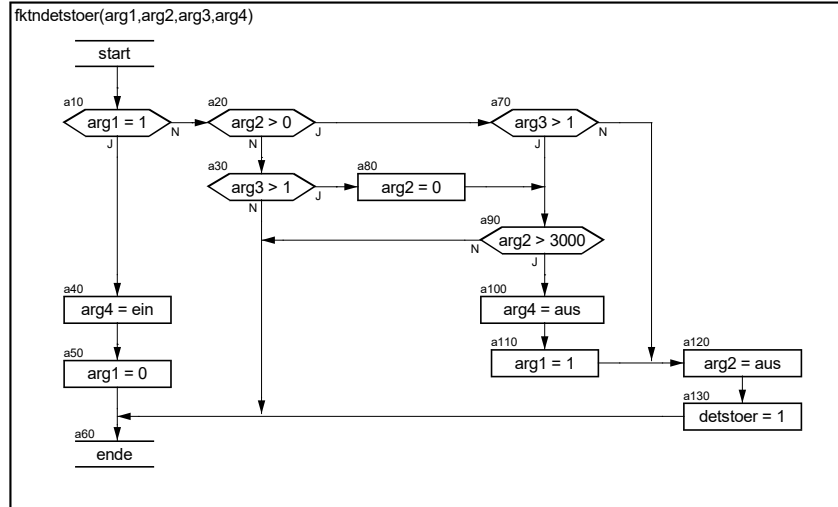 fktndetstoer(arg1,arg2,arg3,arg4)
start
a10
arg1 = 1
N
J
a20
arg2 > 0
J
N
a70
arg3 > 1
N
J
a30
arg3 > 1
J
N
a80
arg2 = 0
a90
arg2 > 3000
N
J
a40
arg4 = ein
a100
arg4 = aus
a50
arg1 = 0
a110
arg1 = 1
a120
arg2 = aus
a130
detstoer = 1
a60
ende